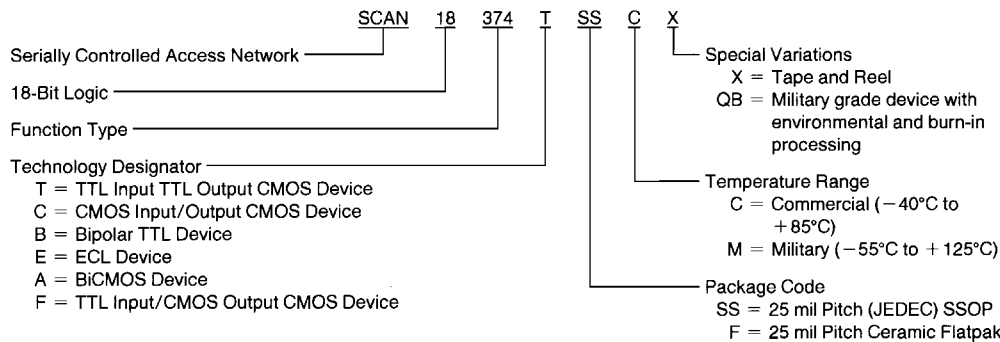 SCAN 18 374 T SS C X
Serially Controlled Access Network
18-Bit Logic
Function Type
Technology Designator
T = TTL Input TTL Output CMOS Device
C = CMOS Input/Output CMOS Device
B = Bipolar TTL Device
E = ECL Device
A = BiCMOS Device
F = TTL Input/CMOS Output CMOS Device
Special Variations
X = Tape and Reel
QB = Military grade device with
environmental and burn-in
processing
Temperature Range
C = Commercial (−40°C to
+85°C)
M = Military (−55°C to +125°C)
Package Code
SS = 25 mil Pitch (JEDEC) SSOP
F = 25 mil Pitch Ceramic Flatpak